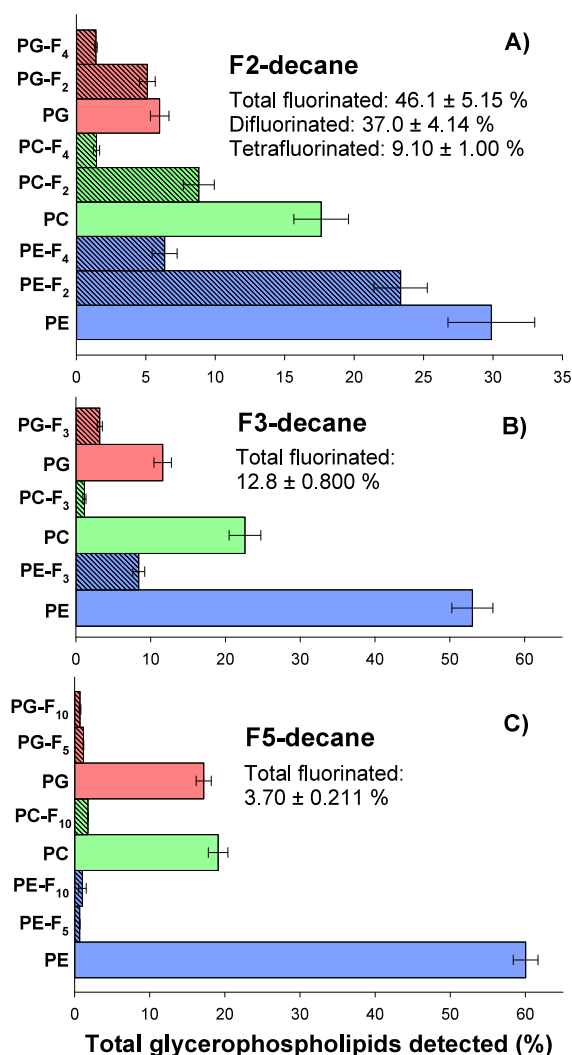 A)
F2-decane
Total fluorinated: 46.1 ± 5.15 %
Difluorinated: 37.0 ± 4.14 %
Tetrafluorinated: 9.10 ± 1.00 %
PG-F₄
PG-F₂
PG
PC-F₄
PC-F₂
PC
PE-F₄
PE-F₂
PE
0 5 10 15 20 25 30 35
B)
F3-decane
Total fluorinated:
12.8 ± 0.800 %
PG-F₃
PG
PC-F₃
PC
PE-F₃
PE
0 10 20 30 40 50 60
C)
F5-decane
Total fluorinated:
3.70 ± 0.211 %
PG-F₁₀
PG-F₅
PG
PC-F₁₀
PC
PE-F₁₀
PE-F₅
PE
0 10 20 30 40 50 60
Total glycerophospholipids detected (%)